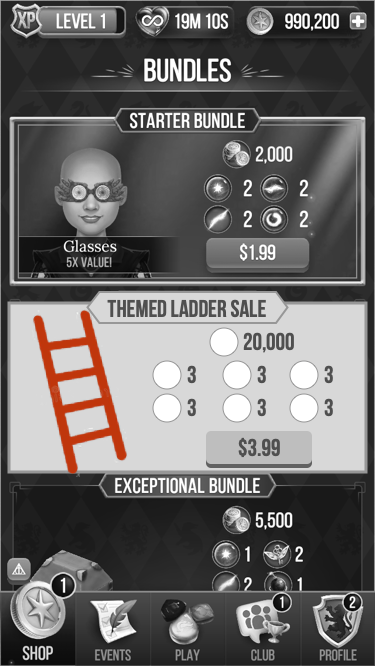 XP LEVEL 1 19M 10S 990,200
BUNDLES
STARTER BUNDLE
2,000
2 2
2 2
Glasses
5X VALUE!
$1.99
THEMED LADDER SALE
20,000
3 3 3
3 3 3
$3.99
EXCEPTIONAL BUNDLE
5,500
1 2
2 1
1 1 2
SHOP EVENTS PLAY CLUB PROFILE